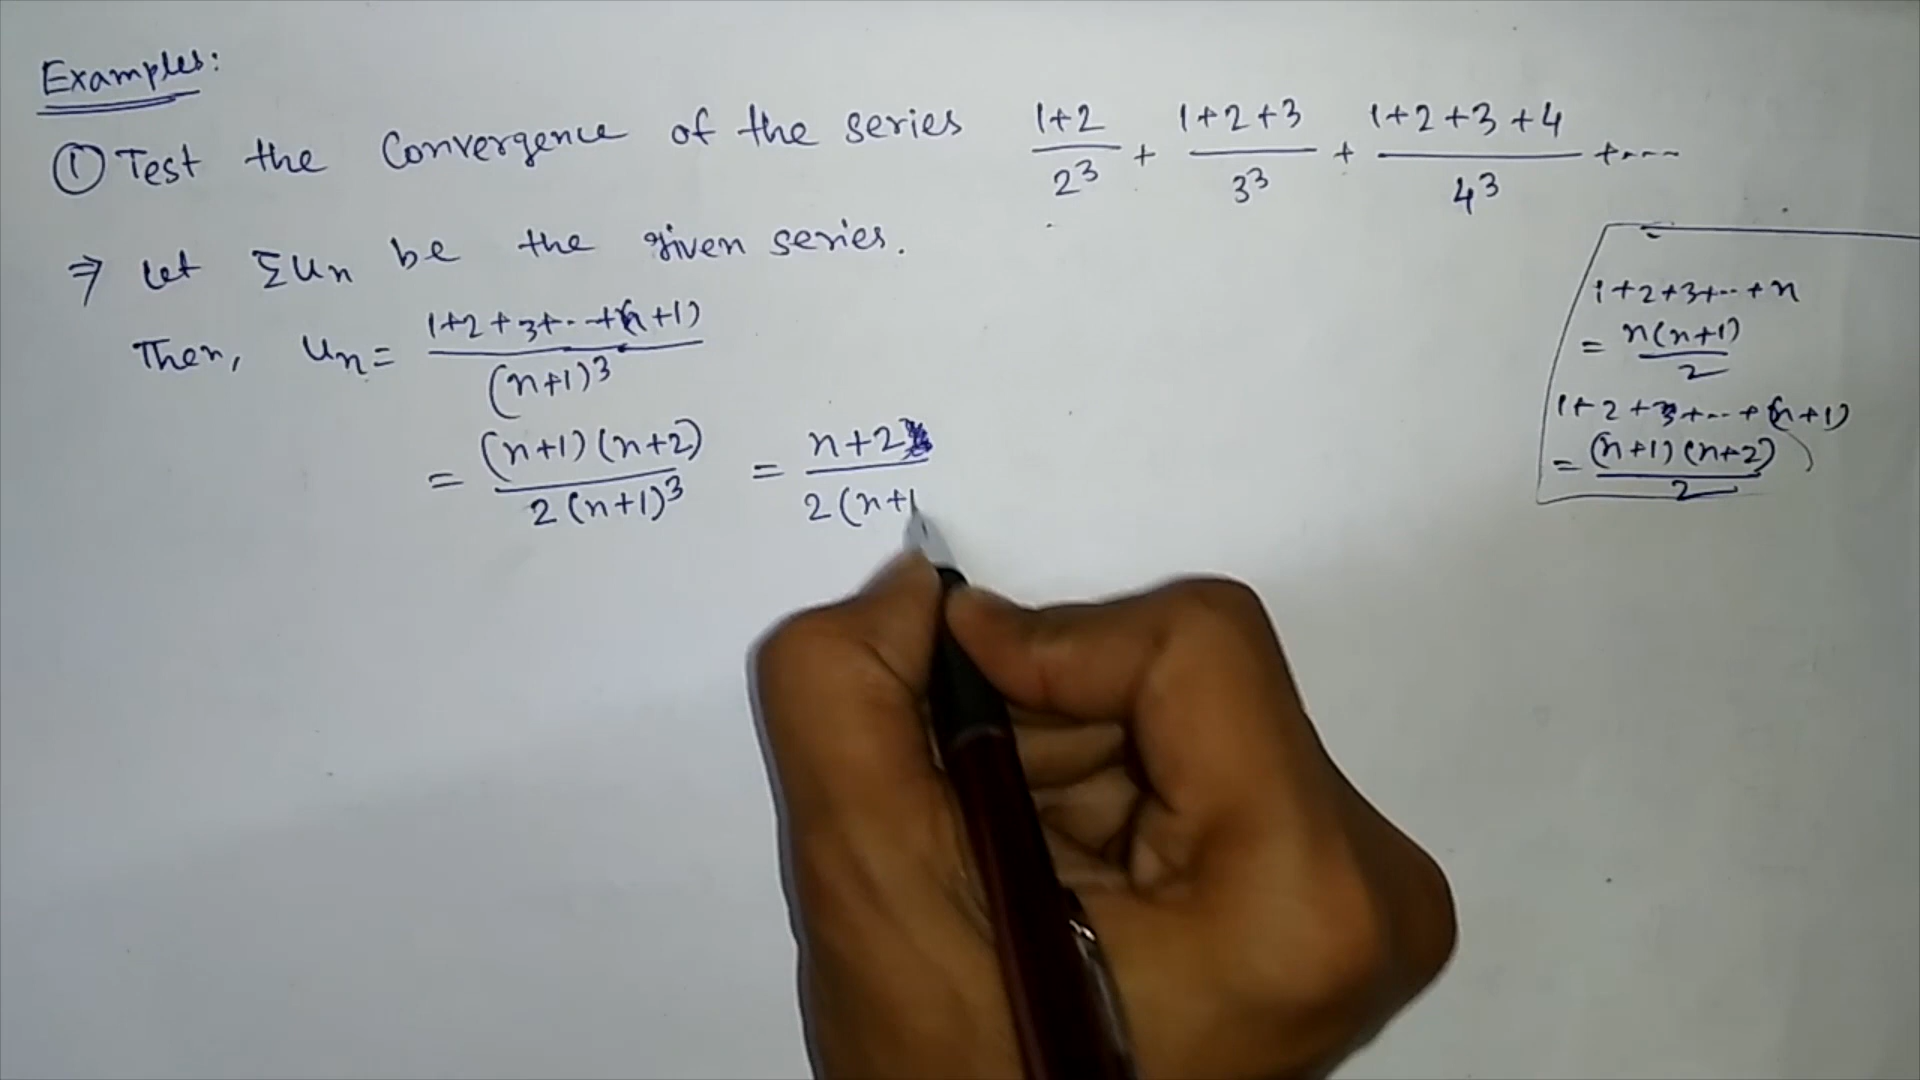 Examples:
① Test the Convergence of the series (1+2)/2³ + (1+2+3)/3³ + (1+2+3+4)/4³ + ----
⇒ Let Σun be the given series.
Then, un = (1+2+3+..+(n+1))/(n+1)³
= (n+1)(n+2)/2(n+1)³ = n+2/2(n+1
1+2+3+--+n
= n(n+1)/2
1+2+3+--+(n+1)
= (n+1)(n+2)/2